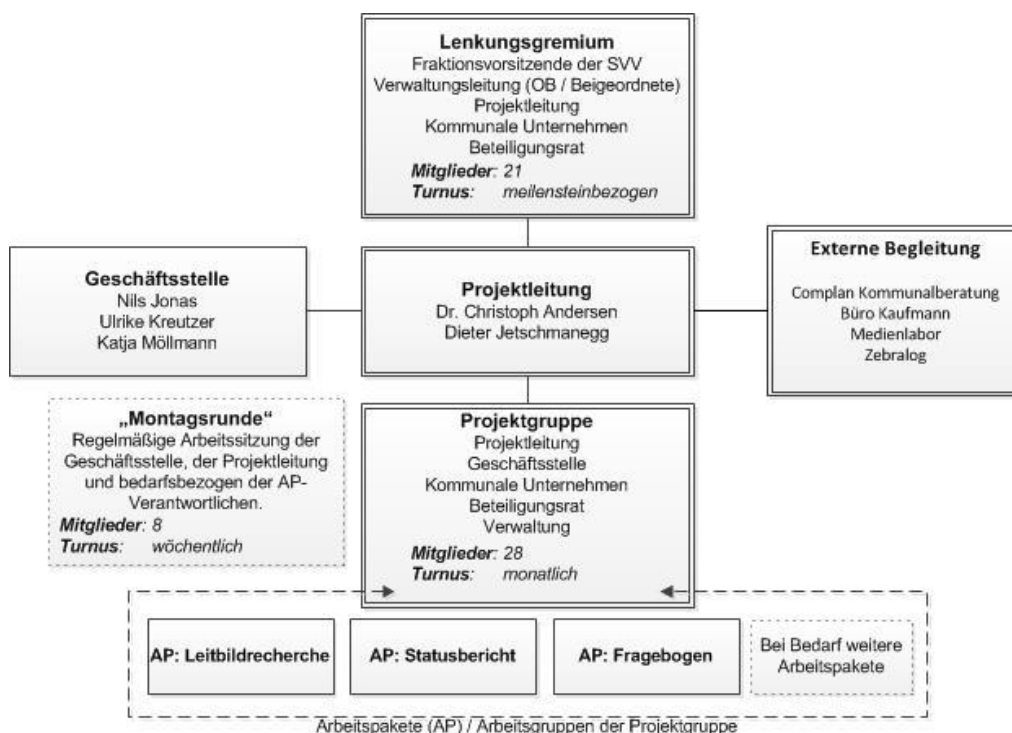 Lenkungsgremium
Fraktionsvorsitzende der SVV
Verwaltungsleitung (OB / Beigeordnete)
Projektleitung
Kommunale Unternehmen
Beteiligungsrat
Mitglieder: 21
Turnus: meilensteinbezogen
Geschäftsstelle
Nils Jonas
Ulrike Kreutzer
Katja Möllmann
Projektleitung
Dr. Christoph Andersen
Dieter Jetschmanegg
Externe Begleitung
Complan Kommunalberatung
Büro Kaufmann
Medienlabor
Zebralog
„Montagsrunde“
Regelmäßige Arbeitssitzung der
Geschäftsstelle, der Projektleitung
und bedarfsbezogen der AP-
Verantwortlichen.
Mitglieder: 8
Turnus: wöchentlich
Projektgruppe
Projektleitung
Geschäftsstelle
Kommunale Unternehmen
Beteiligungsrat
Verwaltung
Mitglieder: 28
Turnus: monatlich
AP: Leitbildrecherche
AP: Statusbericht
AP: Fragebogen
Bei Bedarf weitere
Arbeitspakete
Arbeitspakete (AP) / Arbeitsgruppen der Projektgruppe